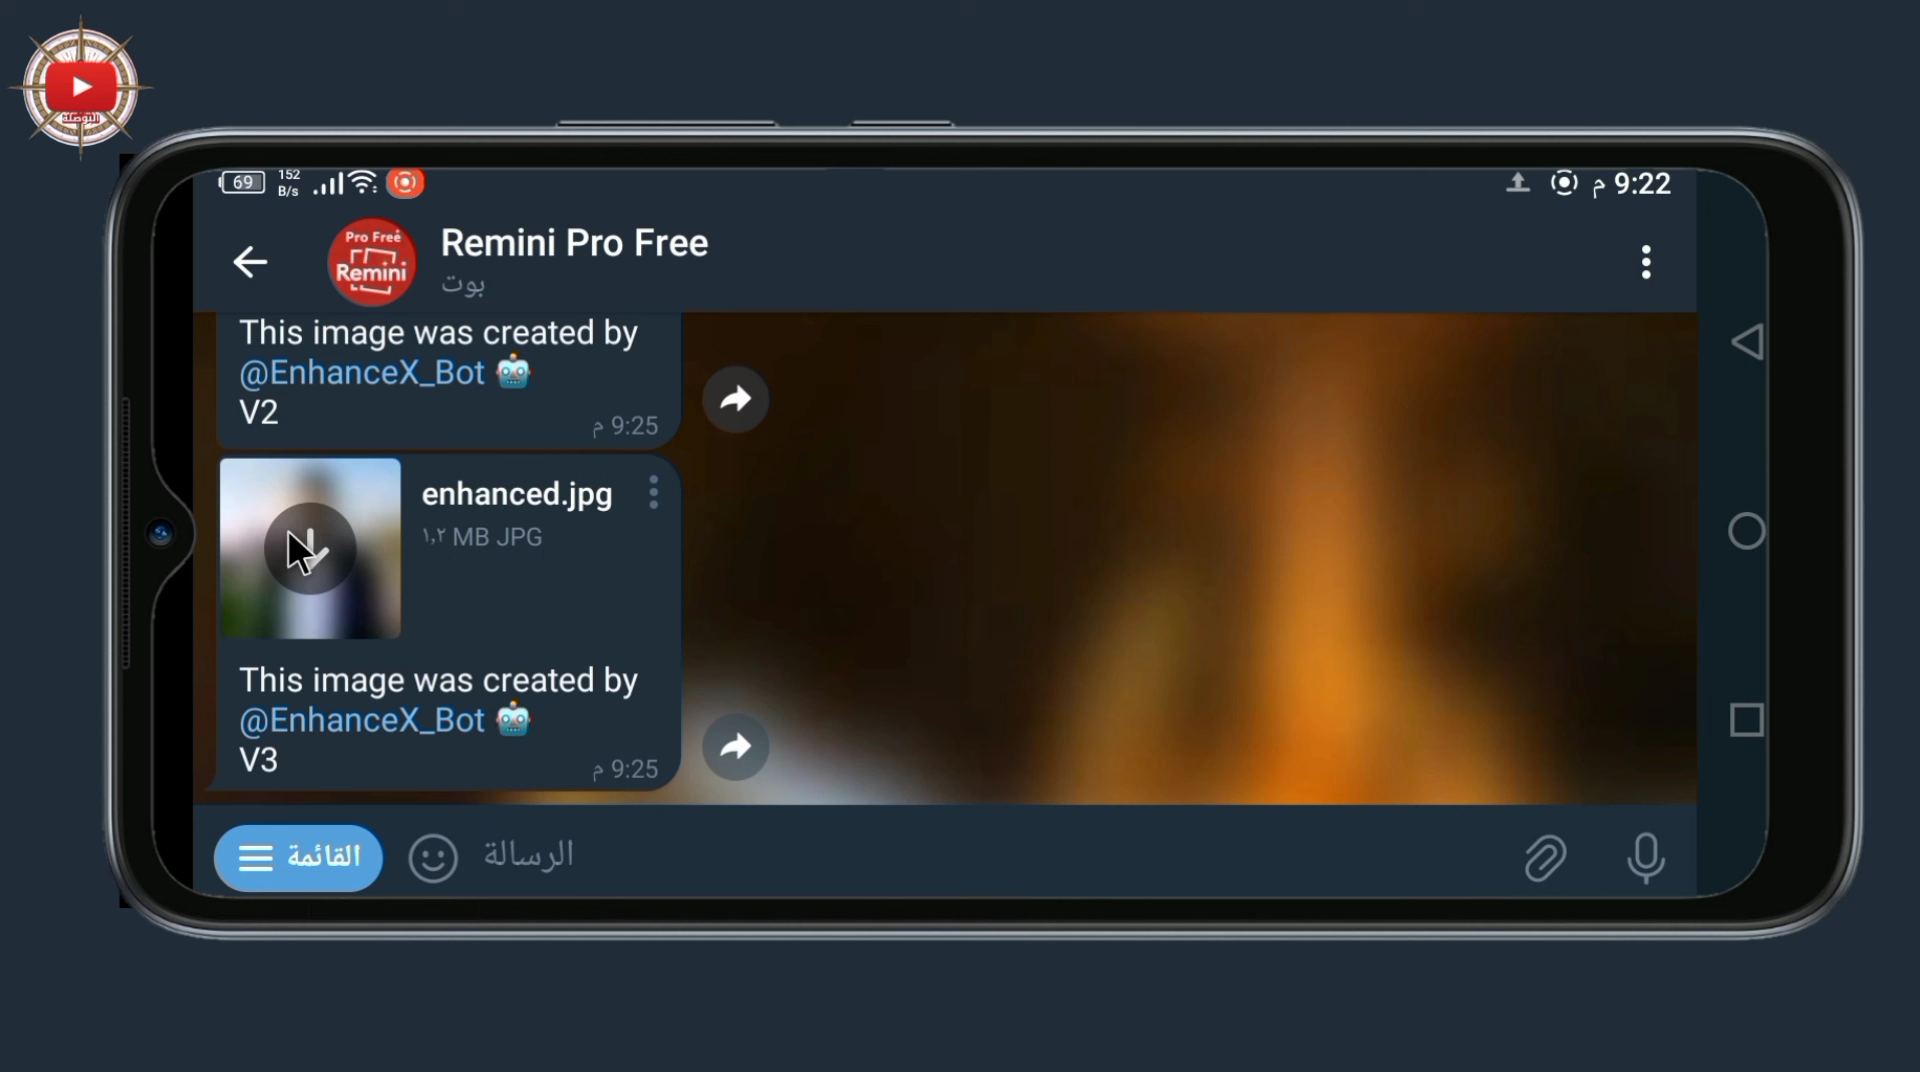 البوصلة
69
152
B/s
م 9:22
Pro Free
Remini
Remini Pro Free
بوت
This image was created by
@EnhanceX_Bot 🤖
V2
م 9:25
enhanced.jpg
١,٢ MB JPG
This image was created by
@EnhanceX_Bot 🤖
V3
م 9:25
القائمة
الرسالة